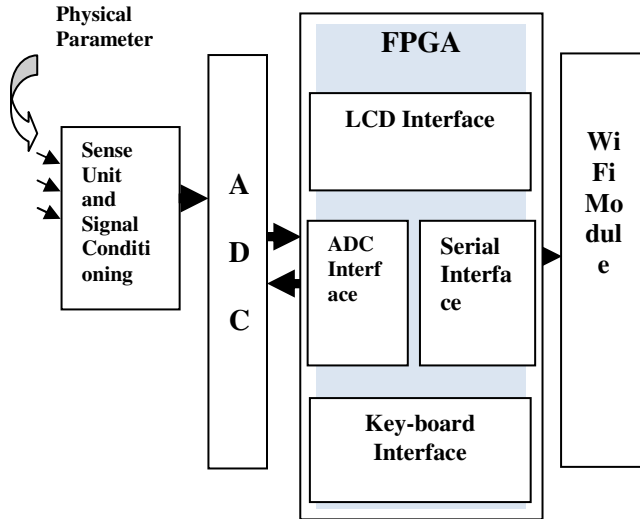 Physical
Parameter
Sense
Unit
and
Signal
Conditi
oning
A
D
C
FPGA
LCD Interface
ADC
Interf
ace
Serial
Interfa
ce
Key-board
Interface
Wi
Fi
Mo
dul
e